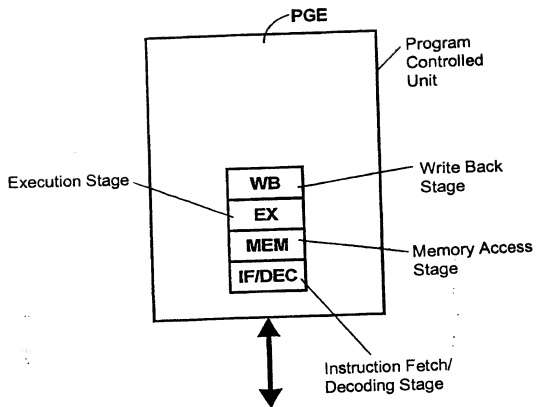 PGE
Program
Controlled
Unit
Execution Stage
WB
EX
MEM
IF/DEC
Write Back
Stage
Memory Access
Stage
Instruction Fetch/
Decoding Stage